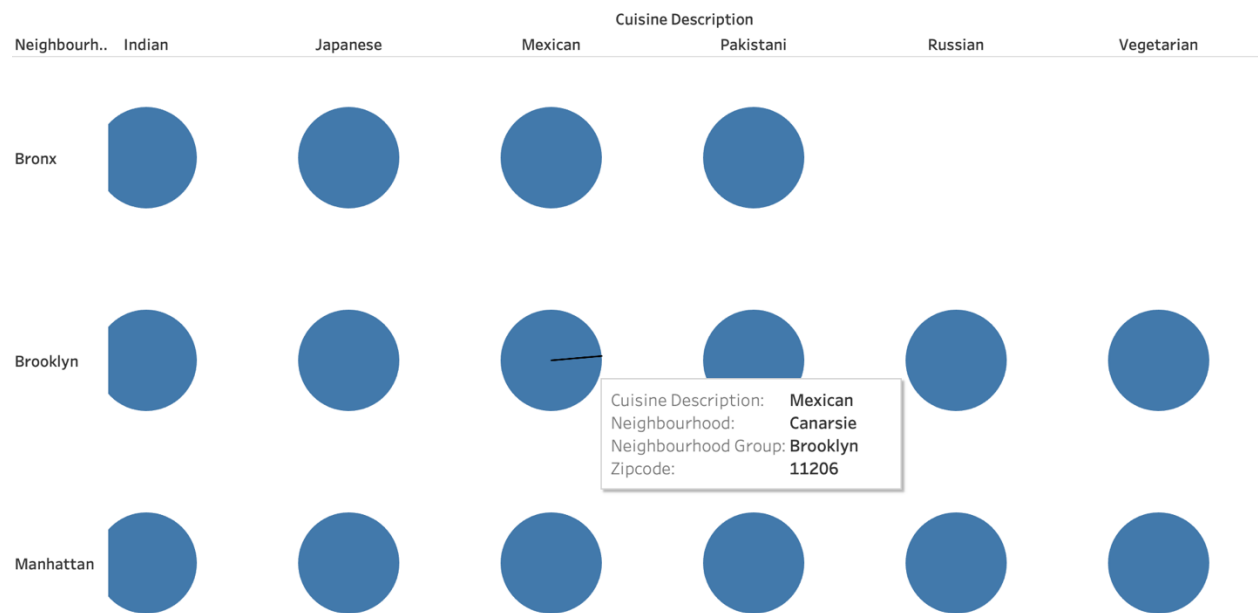 Cuisine Description
Neighbourh.. Indian Japanese Mexican Pakistani Russian Vegetarian
Bronx
Brooklyn
Cuisine Description: Mexican
Neighbourhood: Canarsie
Neighbourhood Group: Brooklyn
Zipcode: 11206
Manhattan